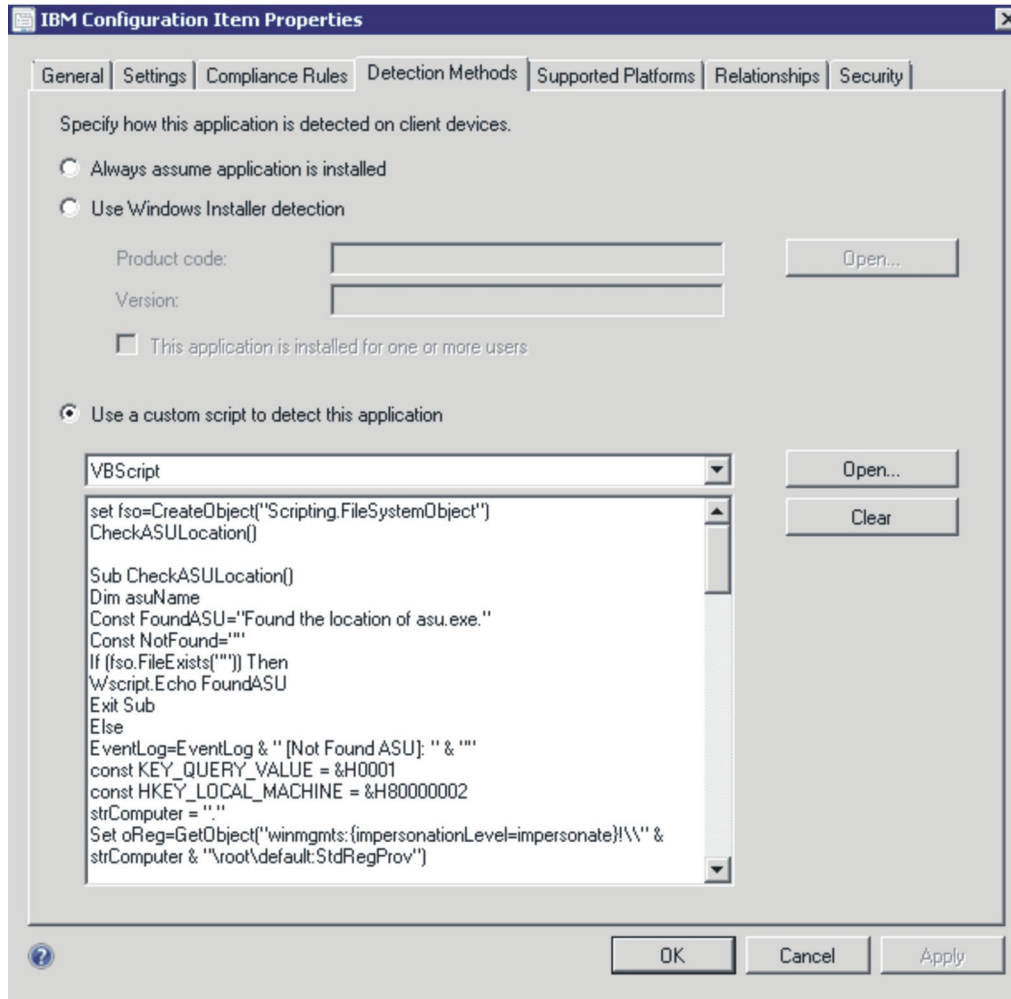 IBM Configuration Item Properties
General Settings Compliance Rules Detection Methods Supported Platforms Relationships Security
Specify how this application is detected on client devices.
Always assume application is installed
Use Windows Installer detection
Product code: Open...
Version:
This application is installed for one or more users
Use a custom script to detect this application
VBScript Open...
Clear
set fso=CreateObject("Scripting.FileSystemObject")
CheckASULocation()
Sub CheckASULocation()
Dim asuName
Const FoundASU="Found the location of asu.exe."
Const NotFound=""
If (fso.FileExists("")) Then
Wscript.Echo FoundASU
Exit Sub
Else
EventLog=EventLog & " [Not Found ASU]: " & ""
const KEY_QUERY_VALUE = &H0001
const HKEY_LOCAL_MACHINE = &H80000002
strComputer = "."
Set oReg=GetObject("winmgmts:{impersonationLevel=impersonate}!\\" &
strComputer & "\root\default:StdRegProv")
OK Cancel Apply